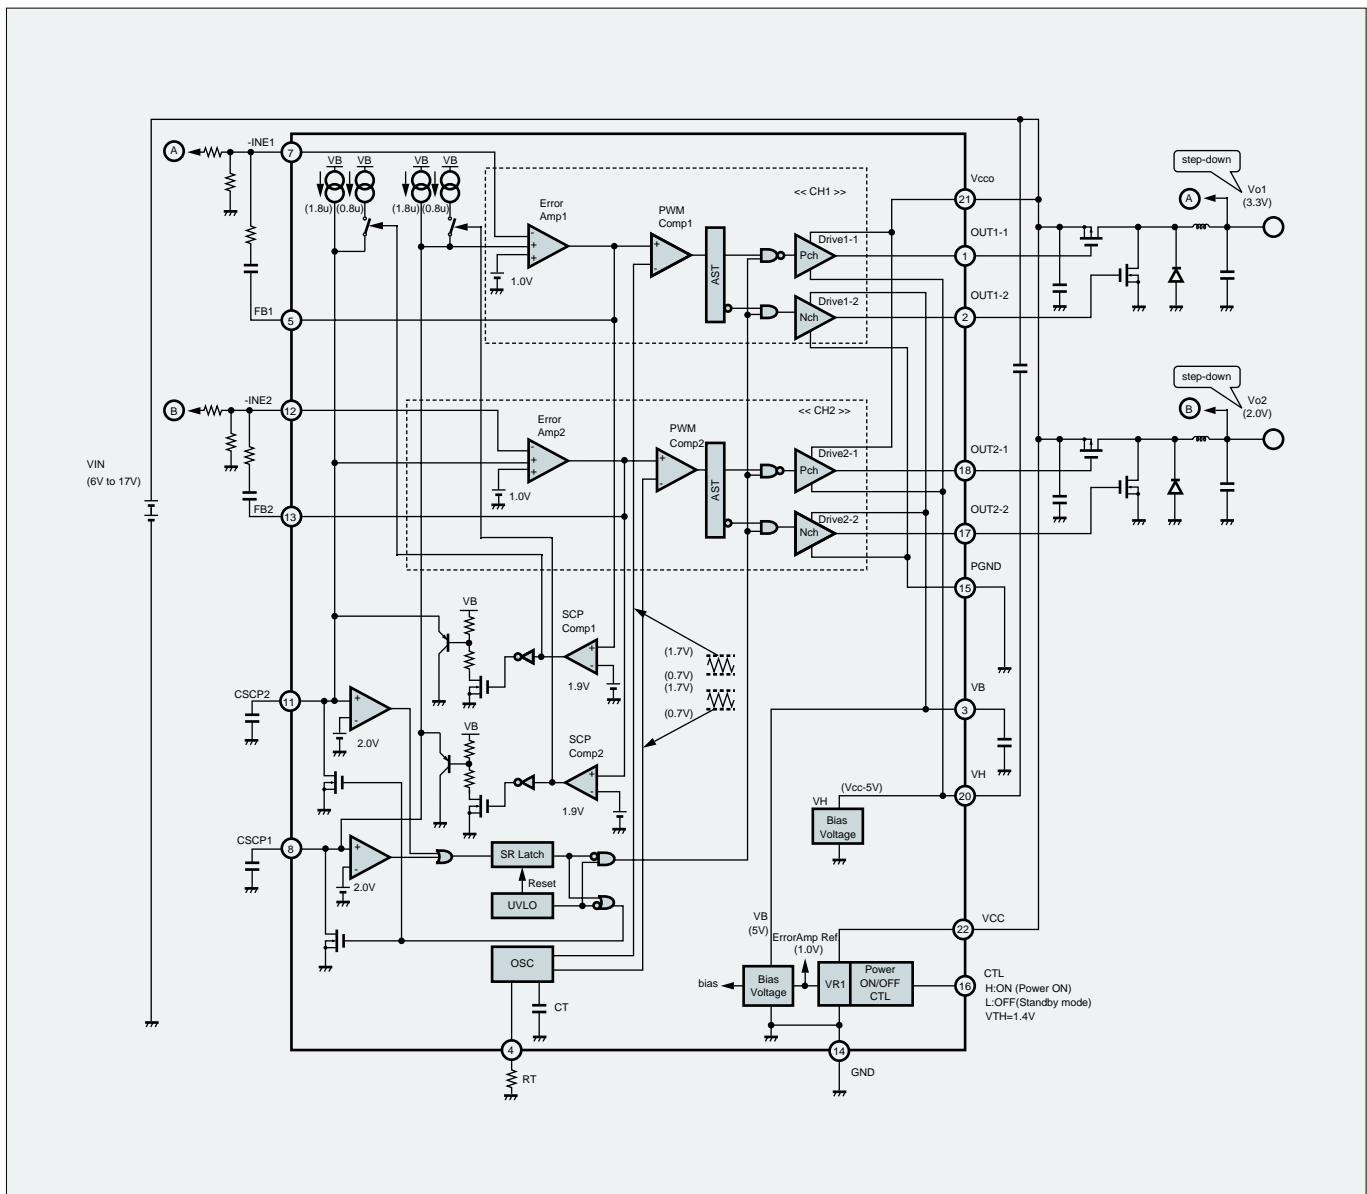 step-down
A
-INE1
7
VB
VB
VB
VB
<< CH1 >>
Vcco
21
A
Vo1
(3.3V)
(1.8u)
(0.8u)
(1.8u)
(0.8u)
Error
Amp1
PWM
Comp1
Drive1-1
OUT1-1
-
+
+
+
-
AST
Pch
1
1.0V
Drive1-2
OUT1-2
FB1
5
Nch
2
step-down
B
-INE2
12
<< CH2 >>
B
Vo2
(2.0V)
Error
Amp2
PWM
Comp2
Drive2-1
OUT2-1
-
+
+
+
-
AST
Pch
18
VIN
(6V to 17V)
1.0V
FB2
13
Drive2-2
OUT2-2
Nch
17
PGND
15
VB
SCP
Comp1
+
-
(1.7V)
(0.7V)
(1.7V)
(0.7V)
1.9V
CSCP2
11
+
-
2.0V
VB
3
VB
SCP
Comp2
+
-
1.9V
VH
(Vcc-5V)
20
VH
Bias
Voltage
CSCP1
8
+
-
2.0V
SR Latch
Reset
UVLO
VB
(5V)
ErrorAmp Ref.
(1.0V)
VCC
22
OSC
CT
bias
Bias
Voltage
VR1
Power
ON/OFF
CTL
16
CTL
H:ON (Power ON)
L:OFF(Standby mode)
VTH=1.4V
4
RT
14
GND